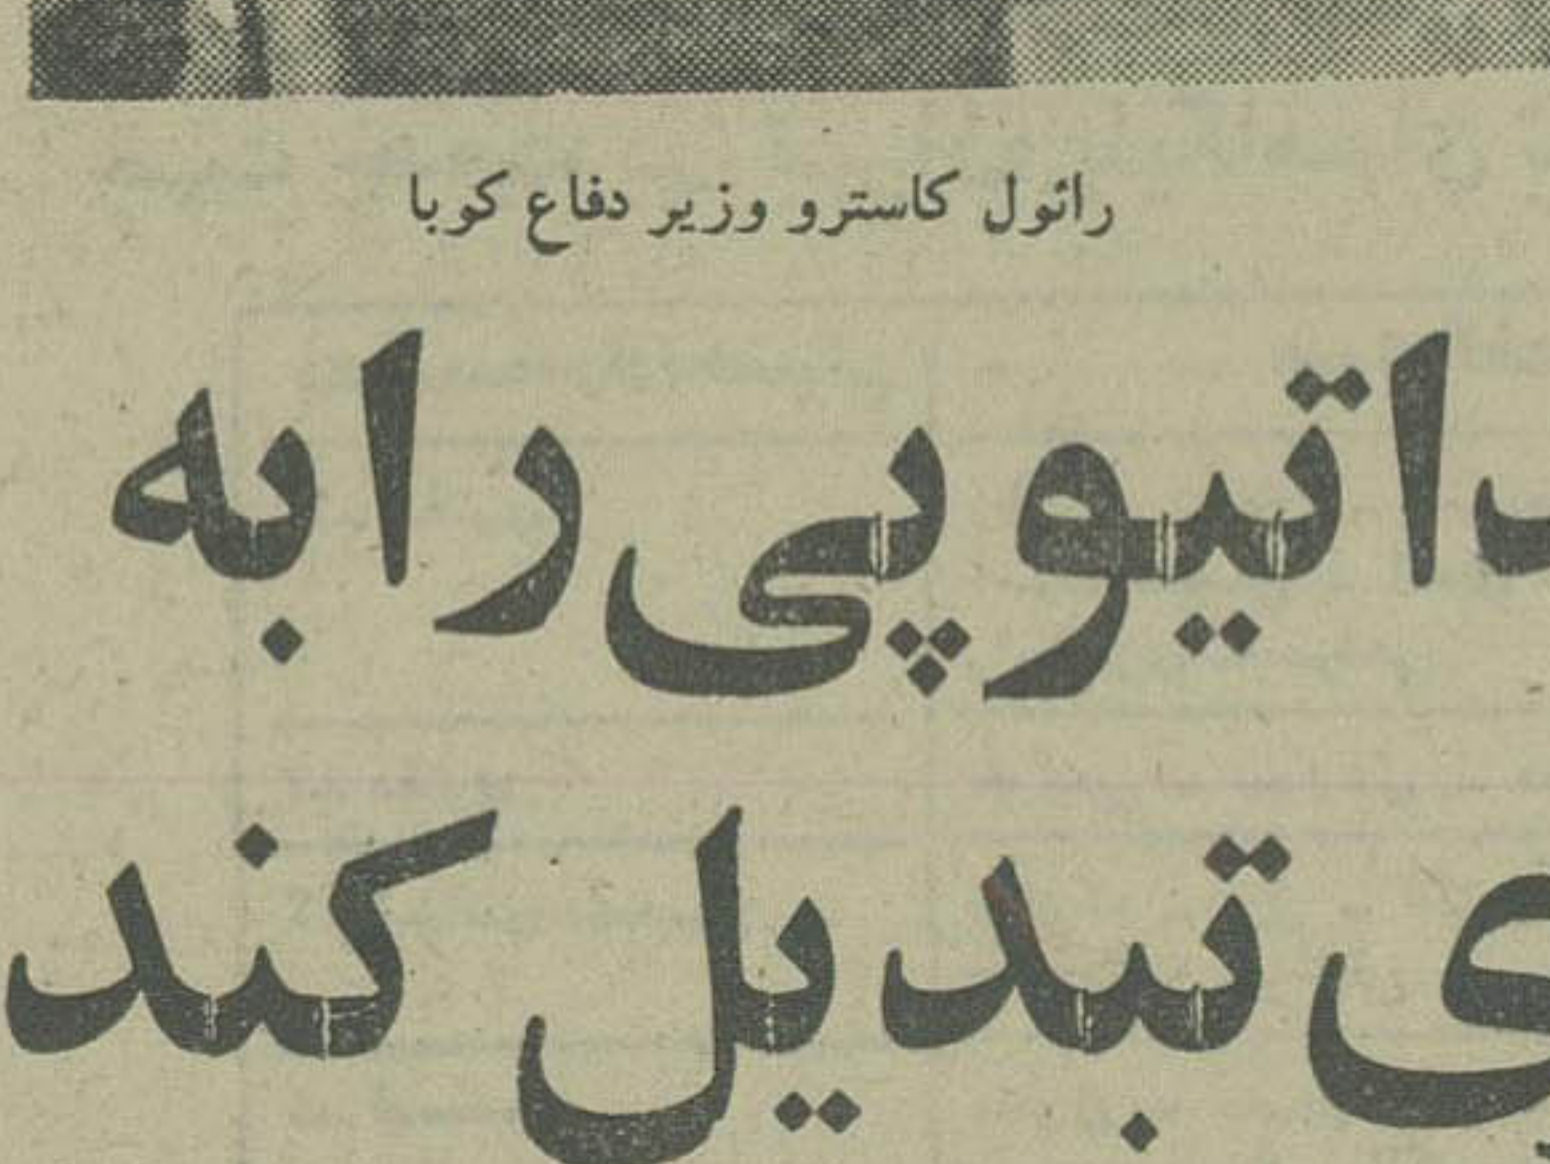 رائول کاسترو وزیر دفاع کوبا
اتیوپی را به
تبدیل کند